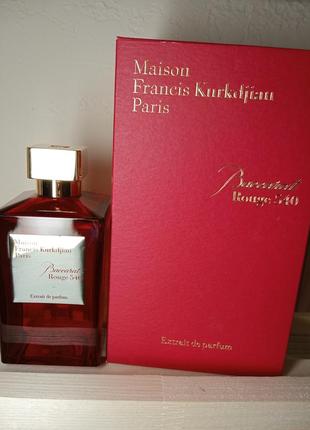 Maison
Francis Kurkdjian
Paris
Baccarat
Rouge 540
Extrait de parfum
Maison
Francis Kurkdjian
Paris
Baccarat
Rouge 540
Extrait de parfum